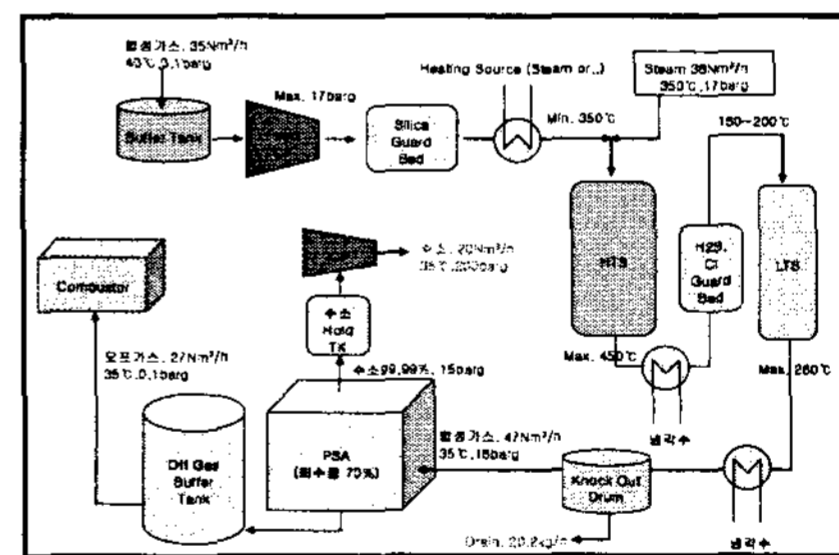 합성가스, 35Nm³/h
40℃,0.1barg
Buffer Tank
Max. 17barg
Silica
Guard
Bed
Heating Source (Steam or..)
Min. 350℃
Steam 38Nm³/h
350℃,17barg
150~200℃
HTS
H2S,
Cl
Guard
Bed
LTS
Max. 450℃
냉각수
Max. 260℃
수소, 20Nm³/h
35℃,200barg
수소
Hold
TK
수소99.99%, 15barg
Combustor
오프가스, 27Nm³/h
35℃,0.1barg
Off Gas
Buffer
Tank
PSA
(회수율 70%)
합성가스, 47Nm³/h
35℃,16barg
Knock Out
Drum
Drain, 20.2kg/h
냉각수